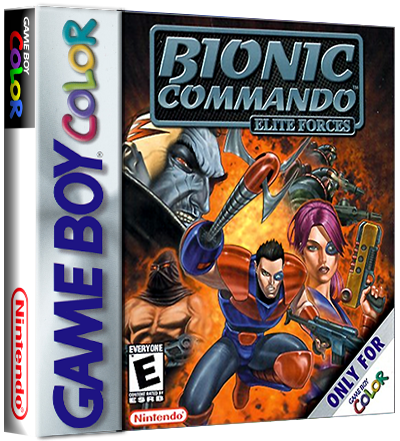 GAME BOY
COLOR
Nintendo
GAME BOY COLOR
BIONIC
COMMANDO™
ELITE FORCES
EVERYONE
E
CONTENT RATED BY
ESRB
Nintendo
ONLY FOR
GAME BOY
COLOR